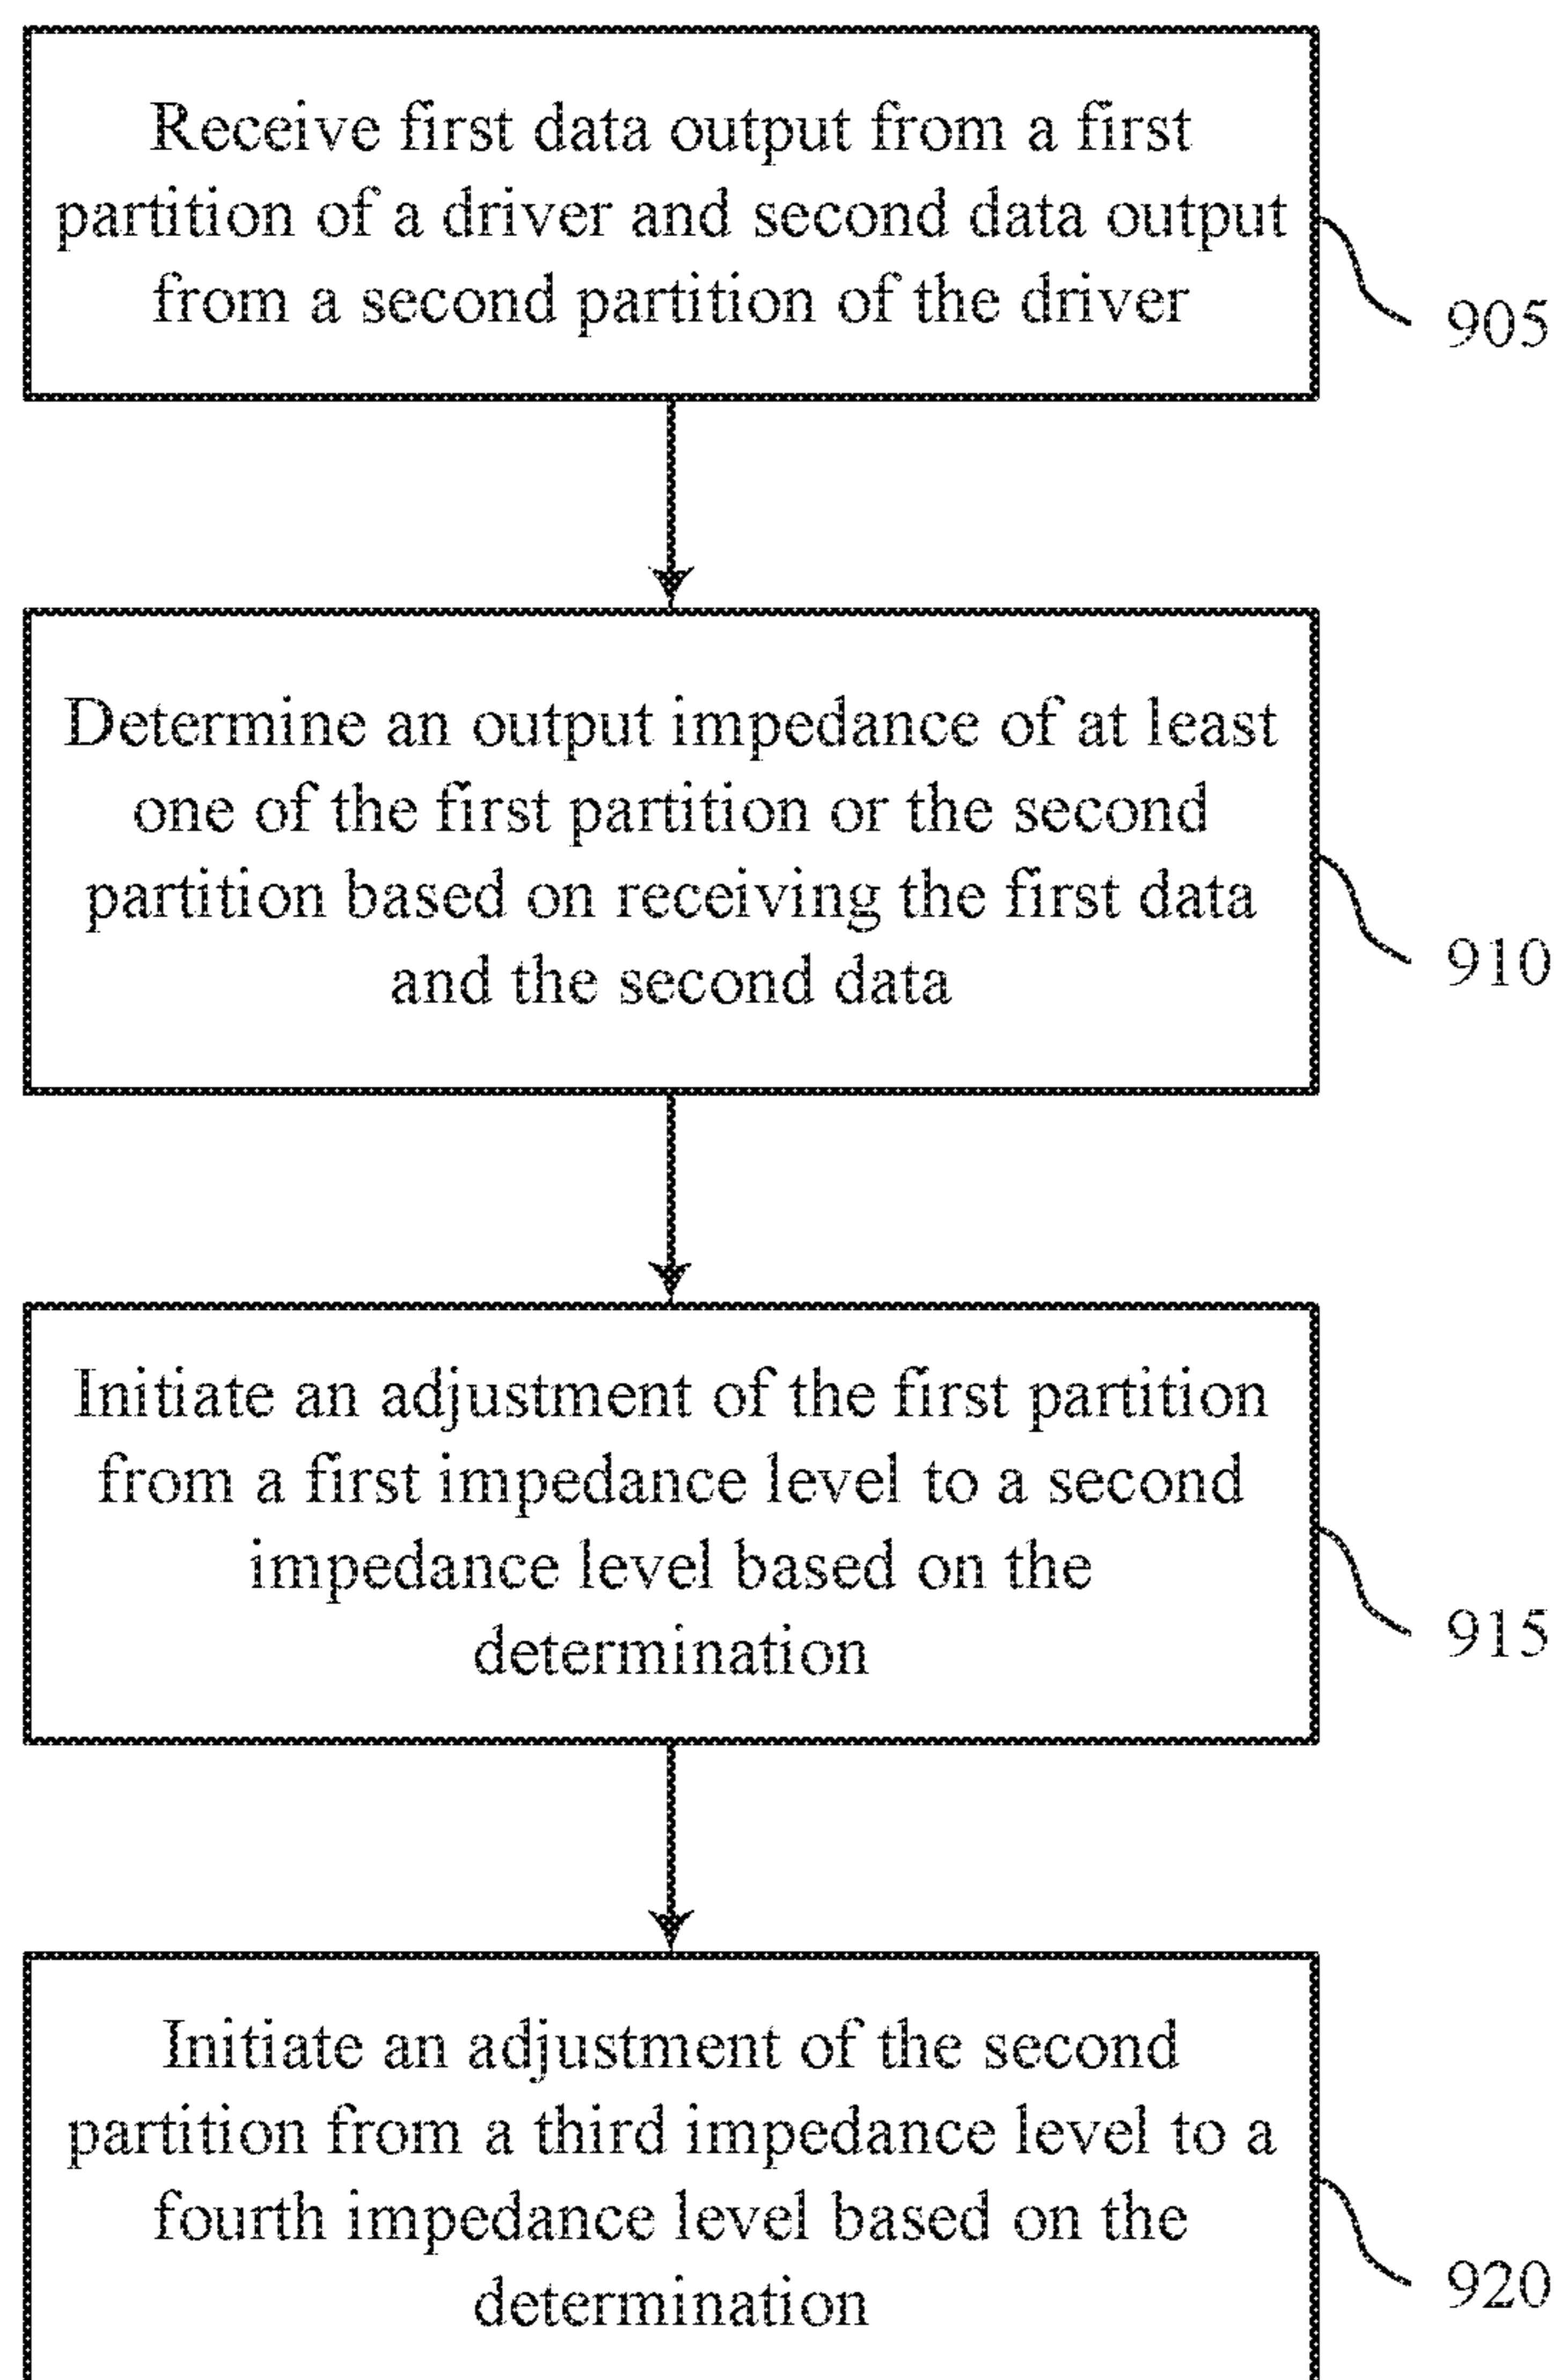 Receive first data output from a first
partition of a driver and second data output
from a second partition of the driver
905
Determine an output impedance of at least
one of the first partition or the second
partition based on receiving the first data
and the second data
910
Initiate an adjustment of the first partition
from a first impedance level to a second
impedance level based on the
determination
915
Initiate an adjustment of the second
partition from a third impedance level to a
fourth impedance level based on the
determination
920